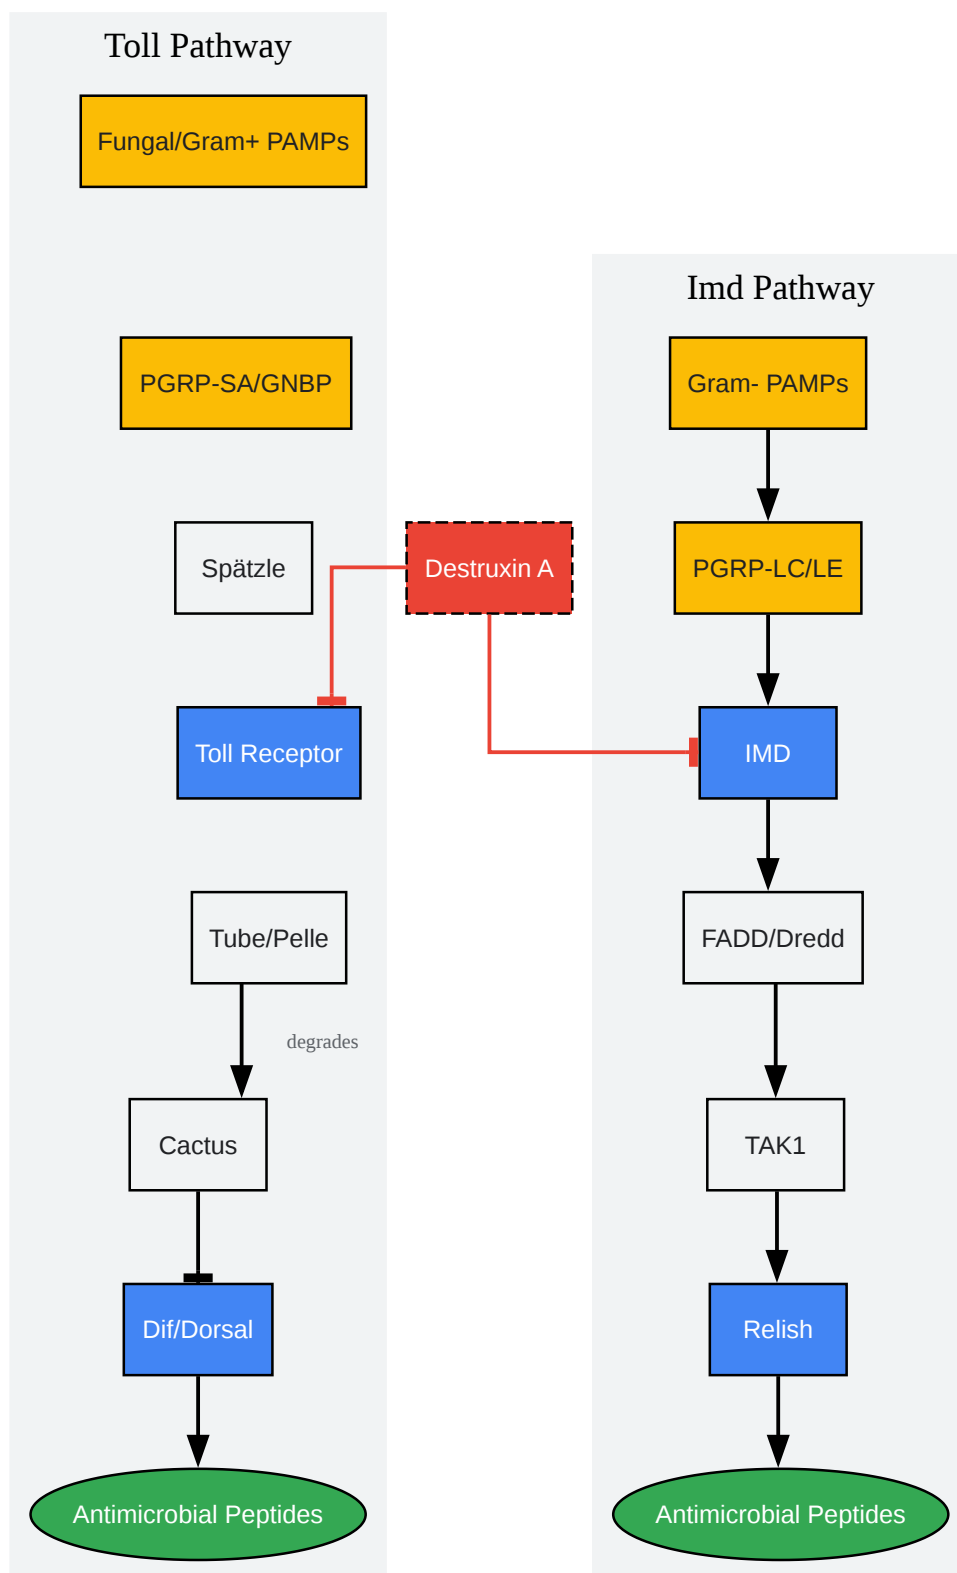 Toll Pathway
Fungal/Gram+ PAMPs
PGRP-SA/GNBP
Spätzle
Toll Receptor
Tube/Pelle
degrades
Cactus
Dif/Dorsal
Antimicrobial Peptides
Destruxin A
Imd Pathway
Gram- PAMPs
PGRP-LC/LE
IMD
FADD/Dredd
TAK1
Relish
Antimicrobial Peptides